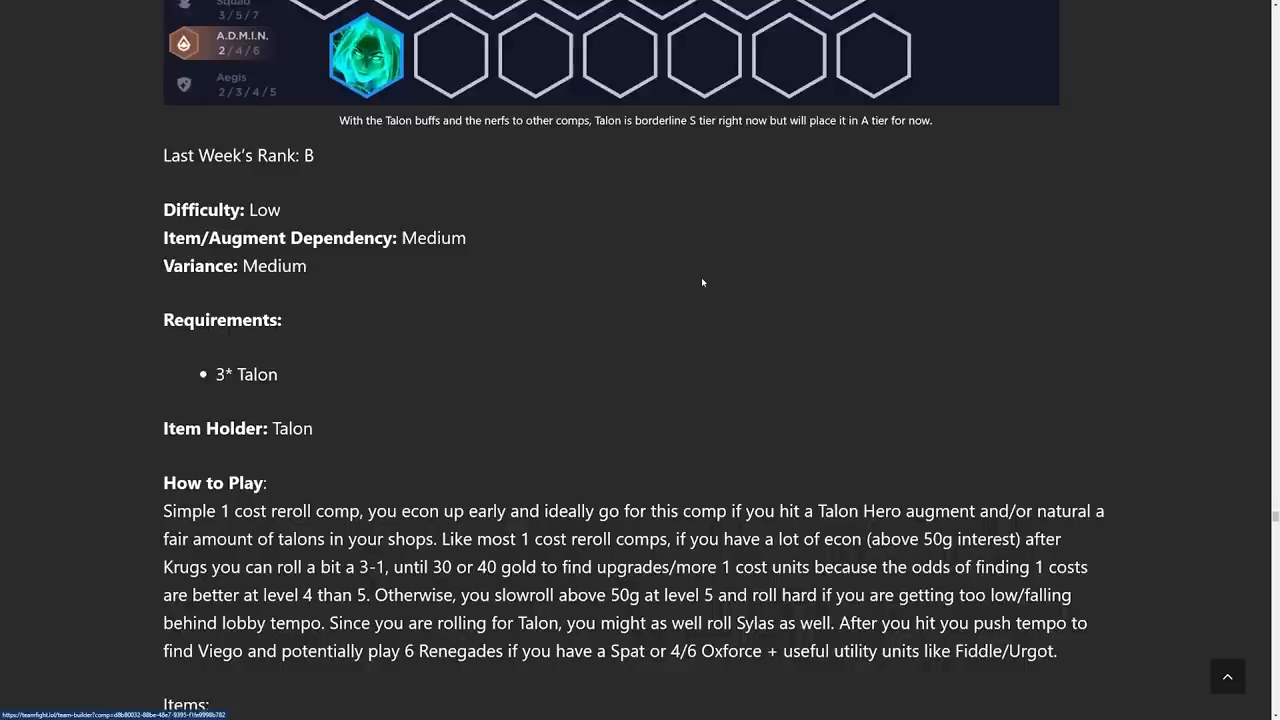 Squad
3 / 5 / 7
A.D.M.I.N.
2 / 4 / 6
Aegis
2 / 3 / 4 / 5
With the Talon buffs and the nerfs to other comps, Talon is borderline S tier right now but will place it in A tier for now.
Last Week’s Rank: B
Difficulty: Low
Item/Augment Dependency: Medium
Variance: Medium
Requirements:
• 3* Talon
Item Holder: Talon
How to Play:
Simple 1 cost reroll comp, you econ up early and ideally go for this comp if you hit a Talon Hero augment and/or natural a
fair amount of talons in your shops. Like most 1 cost reroll comps, if you have a lot of econ (above 50g interest) after
Krugs you can roll a bit a 3-1, until 30 or 40 gold to find upgrades/more 1 cost units because the odds of finding 1 costs
are better at level 4 than 5. Otherwise, you slowroll above 50g at level 5 and roll hard if you are getting too low/falling
behind lobby tempo. Since you are rolling for Talon, you might as well roll Sylas as well. After you hit you push tempo to
find Viego and potentially play 6 Renegades if you have a Spat or 4/6 Oxforce + useful utility units like Fiddle/Urgot.
Items: